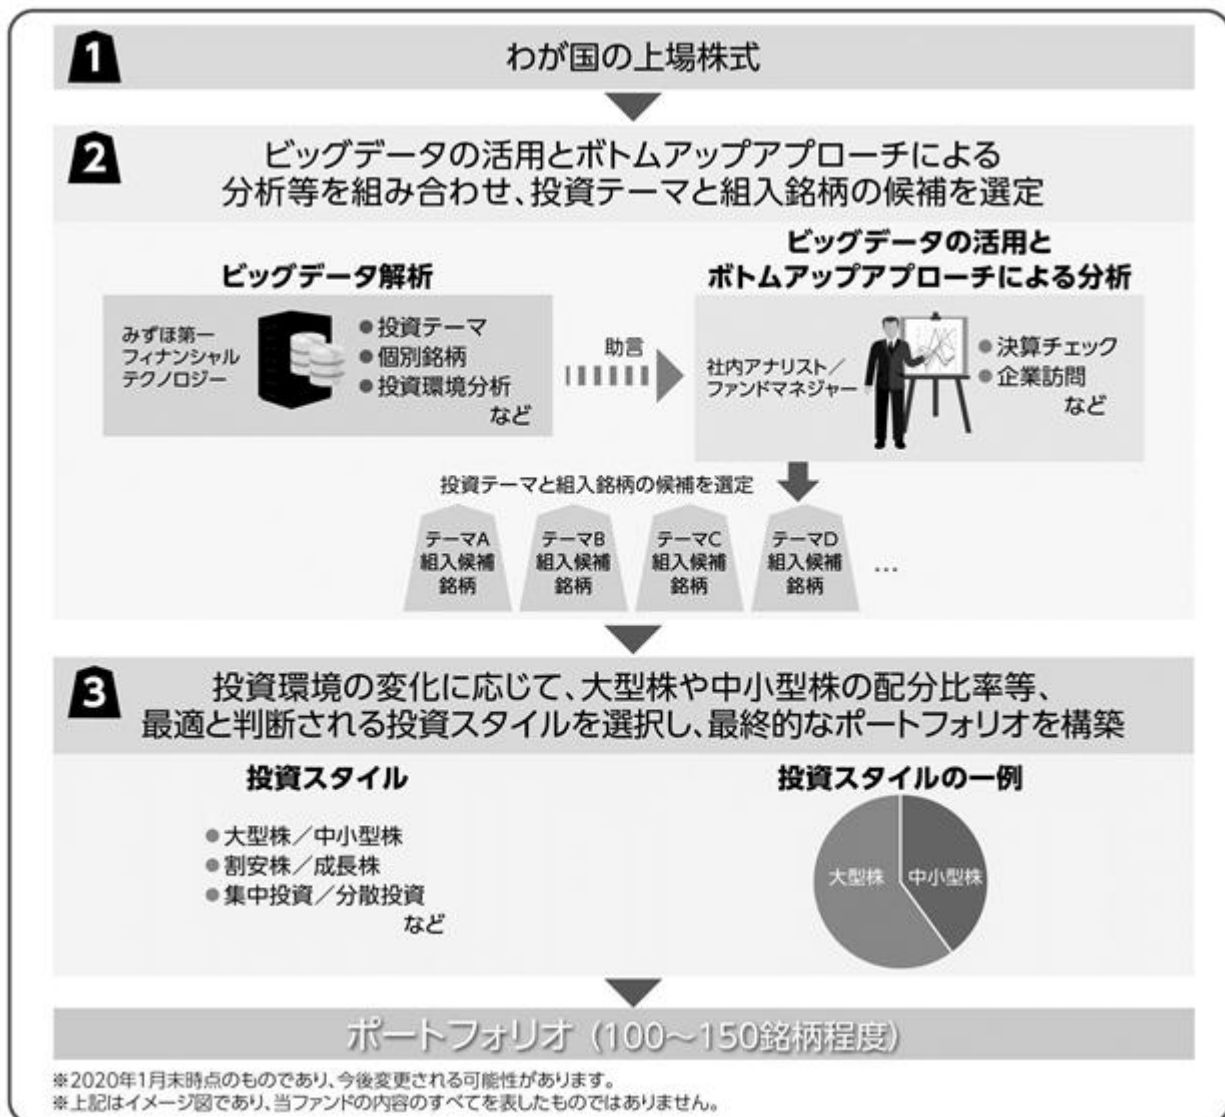 1
わが国の上場株式
2
ビッグデータの活用とボトムアップアプローチによる
分析等を組み合わせ、投資テーマと組入銘柄の候補を選定
ビッグデータ解析
みずほ第一
フィナンシャル
テクノロジー
●投資テーマ
●個別銘柄
●投資環境分析
など
助言
ビッグデータの活用と
ボトムアップアプローチによる分析
社内アナリスト／
ファンドマネジャー
●決算チェック
●企業訪問
など
投資テーマと組入銘柄の候補を選定
テーマA
組入候補
銘柄
テーマB
組入候補
銘柄
テーマC
組入候補
銘柄
テーマD
組入候補
銘柄
…
3
投資環境の変化に応じて、大型株や中小型株の配分比率等、
最適と判断される投資スタイルを選択し、最終的なポートフォリオを構築
投資スタイル
●大型株／中小型株
●割安株／成長株
●集中投資／分散投資
など
投資スタイルの一例
大型株
中小型株
ポートフォリオ（100～150銘柄程度）
※2020年1月末時点のものであり、今後変更される可能性があります。
※上記はイメージ図であり、当ファンドの内容のすべてを表したものではありません。